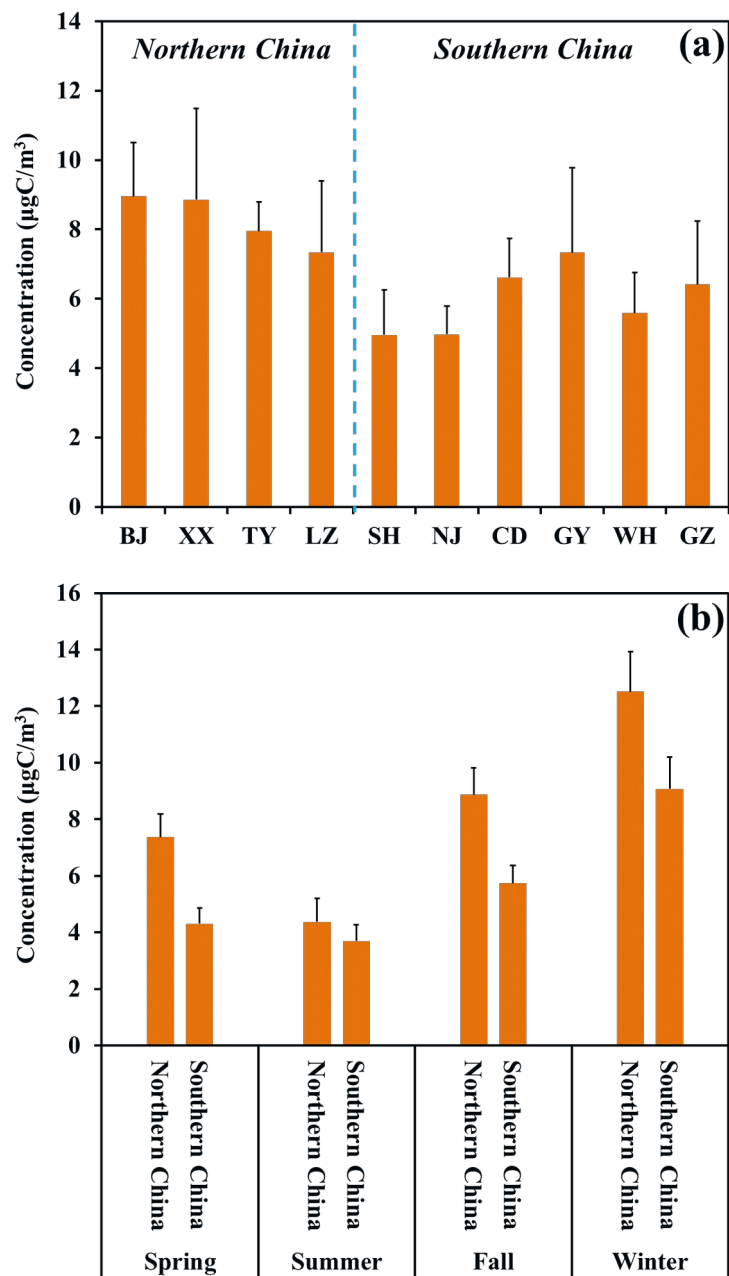 14
12
10
8
6
4
2
0
Concentration (µgC/m³)
Northern China
Southern China
(a)
BJ XX TY LZ SH NJ CD GY WH GZ
16
14
12
10
8
6
4
2
0
Concentration (µgC/m³)
(b)
Northern China
Southern China
Northern China
Southern China
Northern China
Southern China
Northern China
Southern China
Spring Summer Fall Winter